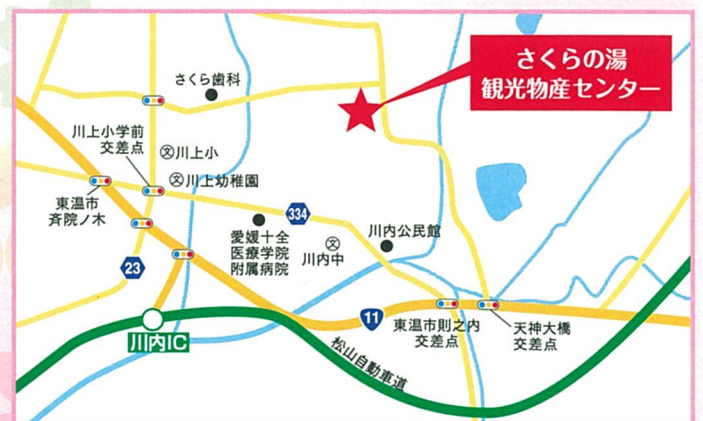 さくらの湯
観光物産センター
さくら歯科
川上小学前
交差点
文川上小
文川上幼稚園
東温市
斉院ノ木
334
愛媛十全
医療学院
附属病院
文
川内中
川内公民館
23
11
東温市則之内
交差点
天神大橋
交差点
川内IC
松山自動車道